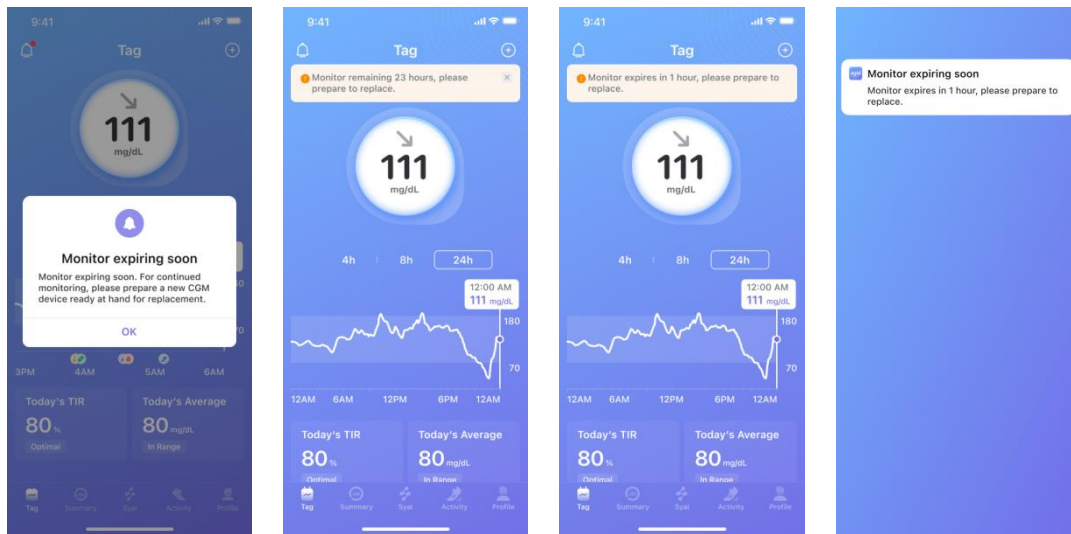 9:41
Tag
111
mg/dL
Monitor expiring soon
Monitor expiring soon. For continued
monitoring, please prepare a new CGM
device ready at hand for replacement.
OK
3PM 4AM 5AM 6AM
Today's TIR Today's Average
80 % 80 mg/dL
Optimal In Range
Tag Summary Syai Activity Profile
9:41
Tag
Monitor remaining 23 hours, please
prepare to replace.
111
mg/dL
4h 8h 24h
12:00 AM
111 mg/dL
180
70
12AM 6AM 12PM 6PM 12AM
Today's TIR Today's Average
80 % 80 mg/dL
Optimal In Range
Tag Summary Syai Activity Profile
9:41
Tag
Monitor expires in 1 hour, please prepare to
replace.
111
mg/dL
4h 8h 24h
12:00 AM
111 mg/dL
180
70
12AM 6AM 12PM 6PM 12AM
Today's TIR Today's Average
80 % 80 mg/dL
Optimal In Range
Tag Summary Syai Activity Profile
Monitor expiring soon
Monitor expires in 1 hour, please prepare to
replace.